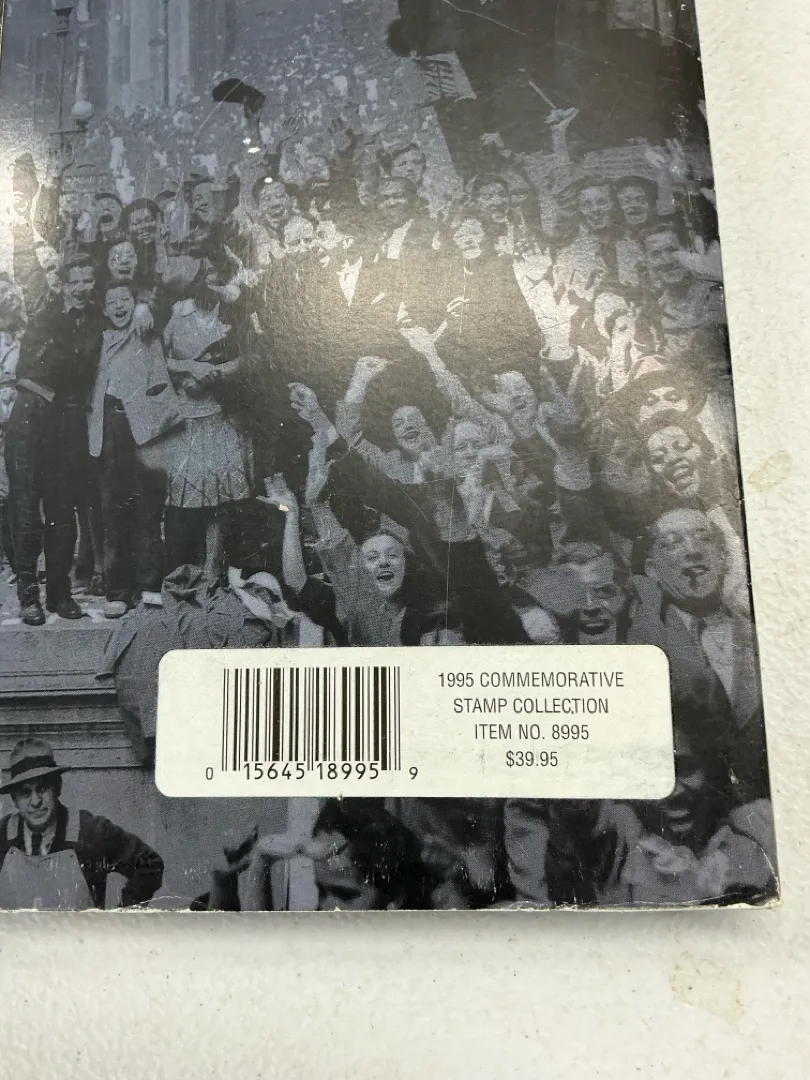 1995 COMMEMORATIVE
STAMP COLLECTION
ITEM NO. 8995
$39.95
0 15645 18995 9